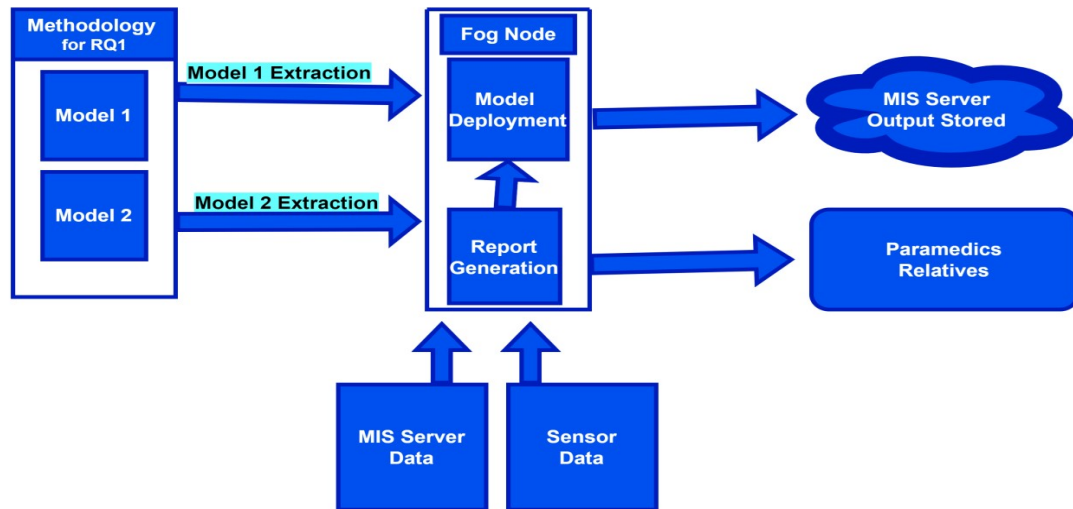 Methodology
for RQ1
Model 1
Model 2
Model 1 Extraction
Model 2 Extraction
Fog Node
Model
Deployment
Report
Generation
MIS Server
Output Stored
Paramedics
Relatives
MIS Server
Data
Sensor
Data